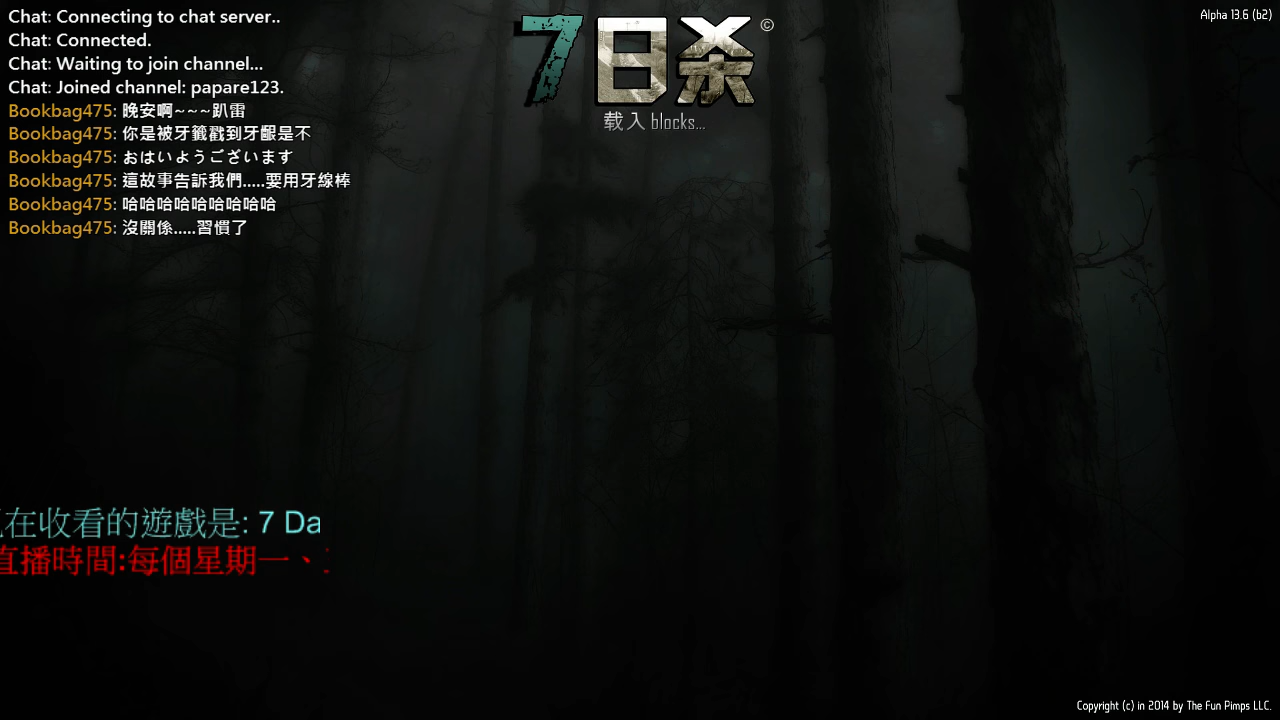 Chat: Connecting to chat server..
Chat: Connected.
Chat: Waiting to join channel...
Chat: Joined channel: papare123.
Bookbag475: 晚安啊~~~趴雷
Bookbag475: 你是被牙籤戳到牙齦是不
Bookbag475: おはいようございます
Bookbag475: 這故事告訴我們.....要用牙線棒
Bookbag475: 哈哈哈哈哈哈哈哈哈
Bookbag475: 沒關係.....習慣了
7日杀©
载入 blocks...
Alpha 13.6 (b2)
在收看的遊戲是: 7 Da
直播時間:每個星期一、
Copyright (c) in 2014 by The Fun Pimps LLC.